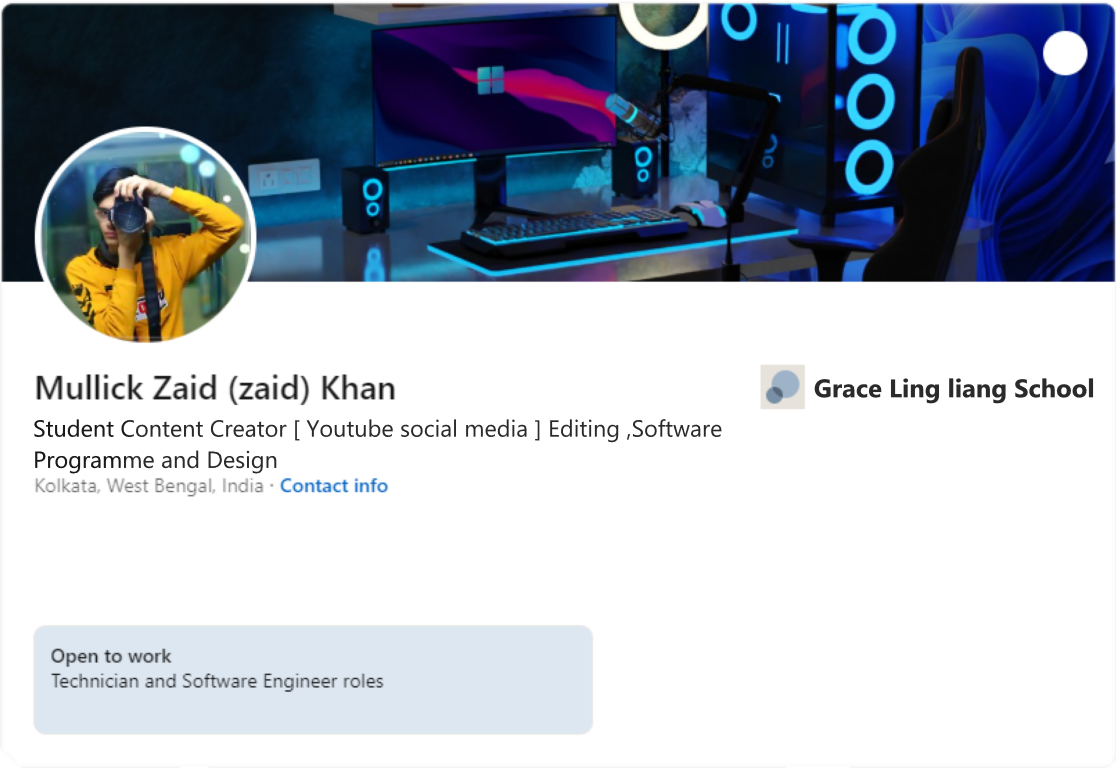 Mullick Zaid (zaid) Khan
Grace Ling liang School
Student Content Creator [ Youtube social media ] Editing ,Software
Programme and Design
Kolkata, West Bengal, India · Contact info
Open to work
Technician and Software Engineer roles